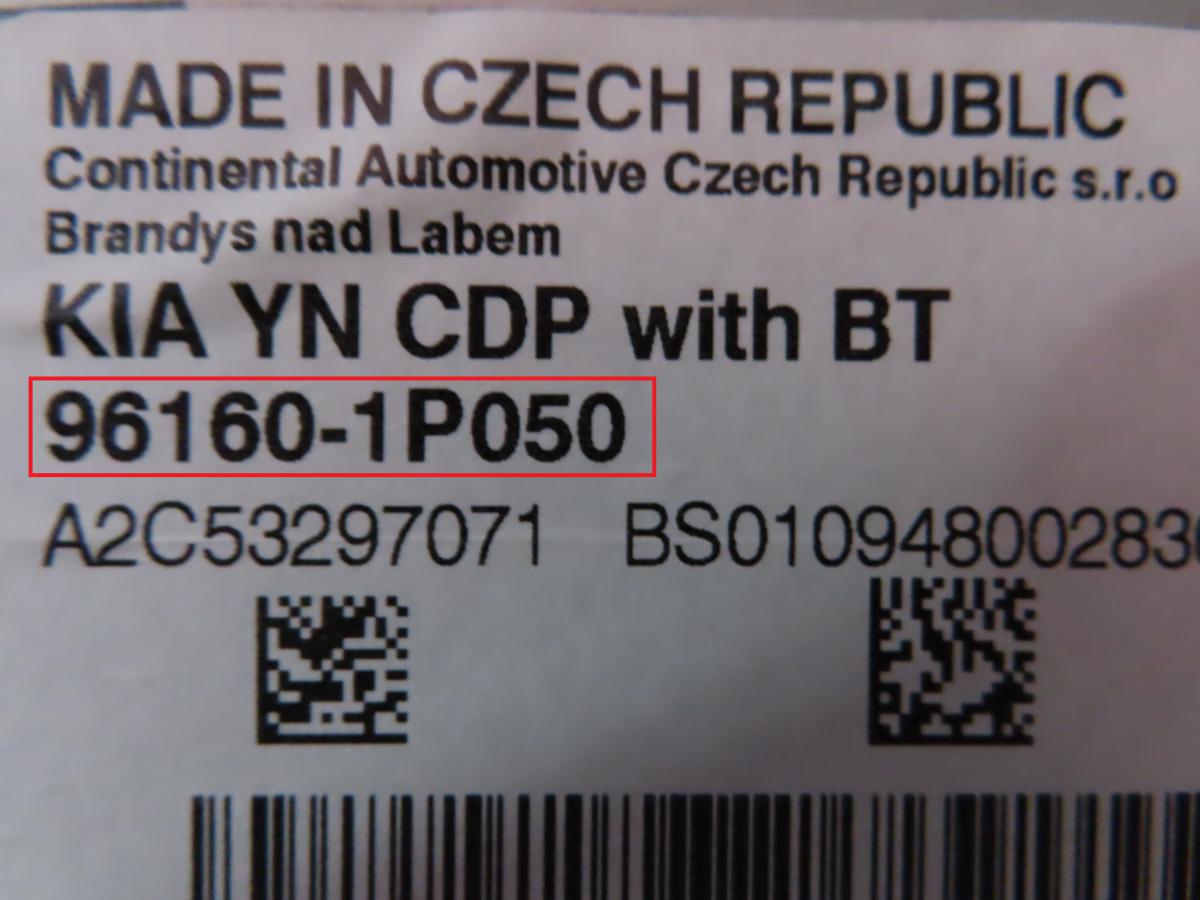 MADE IN CZECH REPUBLIC
Continental Automotive Czech Republic s.r.o
Brandys nad Labem
KIA YN CDP with BT
96160-1P050
A2C53297071 BS010948002830